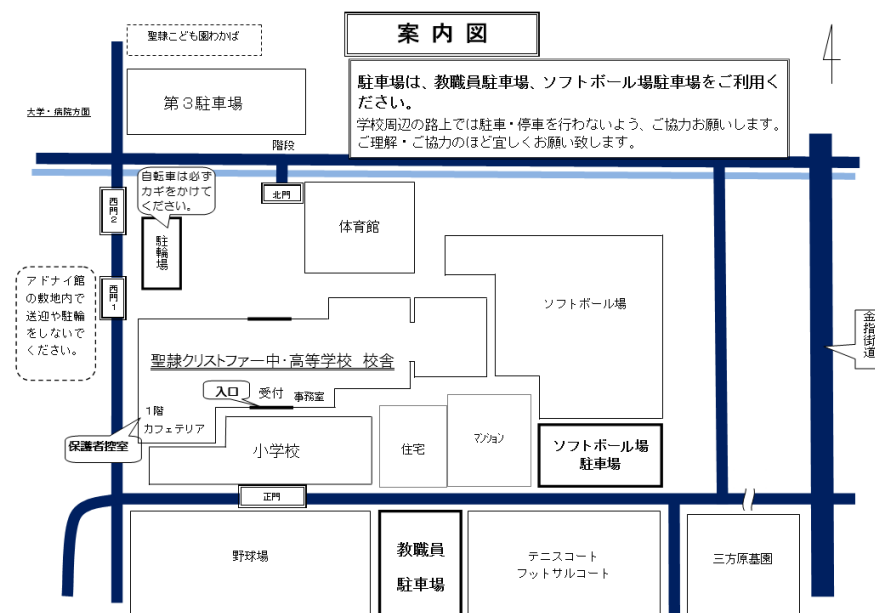 聖隷こども園わかば
案内図
駐車場は、教職員駐車場、ソフトボール場駐車場をご利用く
ださい。
学校周辺の路上では駐車・停車を行わないよう、ご協力お願いします。
ご理解・ご協力のほど宜しくお願い致します。
第３駐車場
大学・病院方面
階段
自転車は必ず
カギをかけて
ください。
北門
西門2
駐輪場
体育館
ソフトボール場
アドナイ館
の敷地内で
送迎や駐輪
をしないで
ください。
西門1
金指街道
聖隷クリストファー中・高等学校 校舎
入口
受付
事務室
1階
カフェテリア
保護者控室
小学校
住宅
マンション
ソフトボール場
駐車場
正門
野球場
教職員
駐車場
テニスコート
フットサルコート
三方原墓園